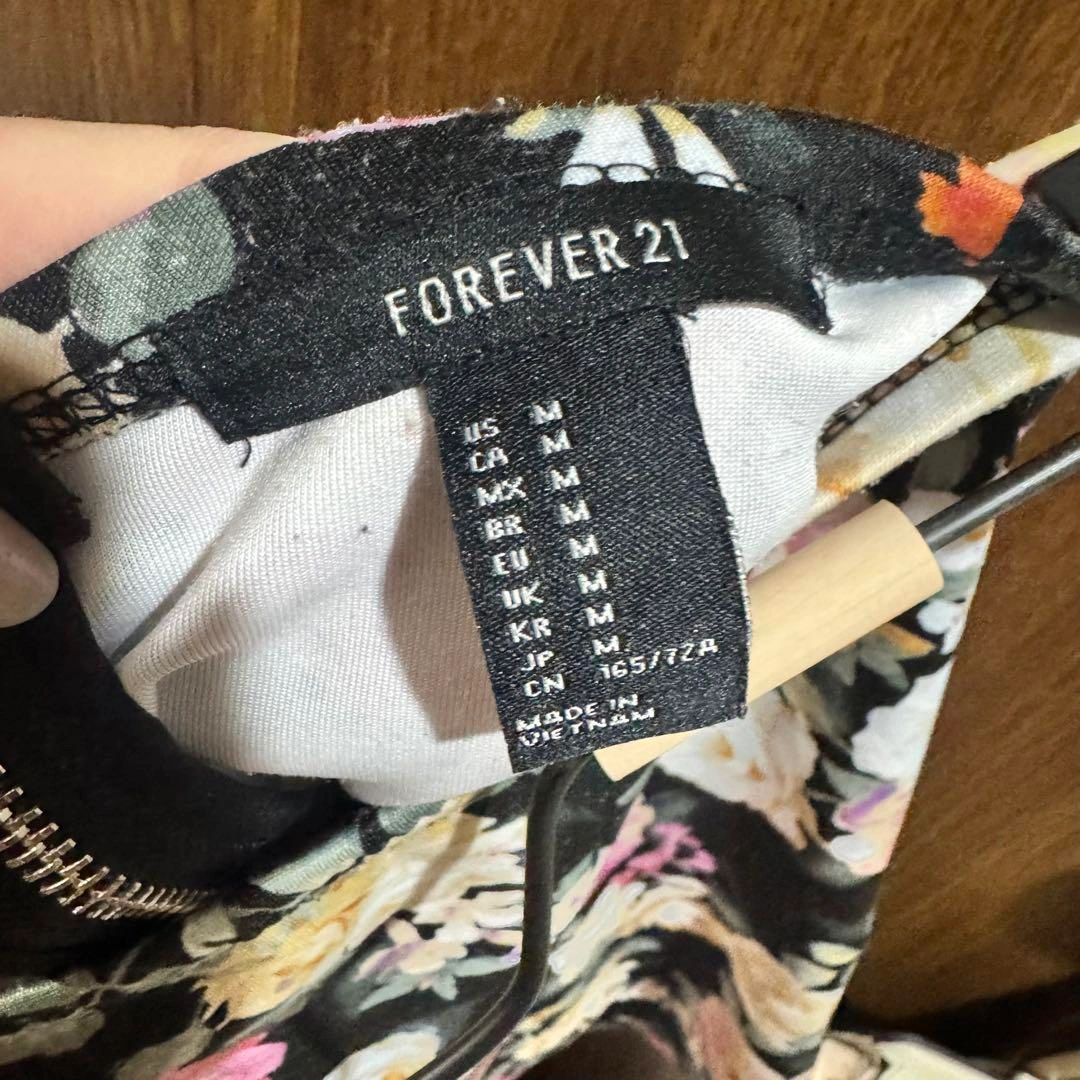 FOREVER 21
US M
CA M
MX M
BR M
EU M
UK M
KR M
JP M
CN 165/72A
MADE IN
VIETNAM